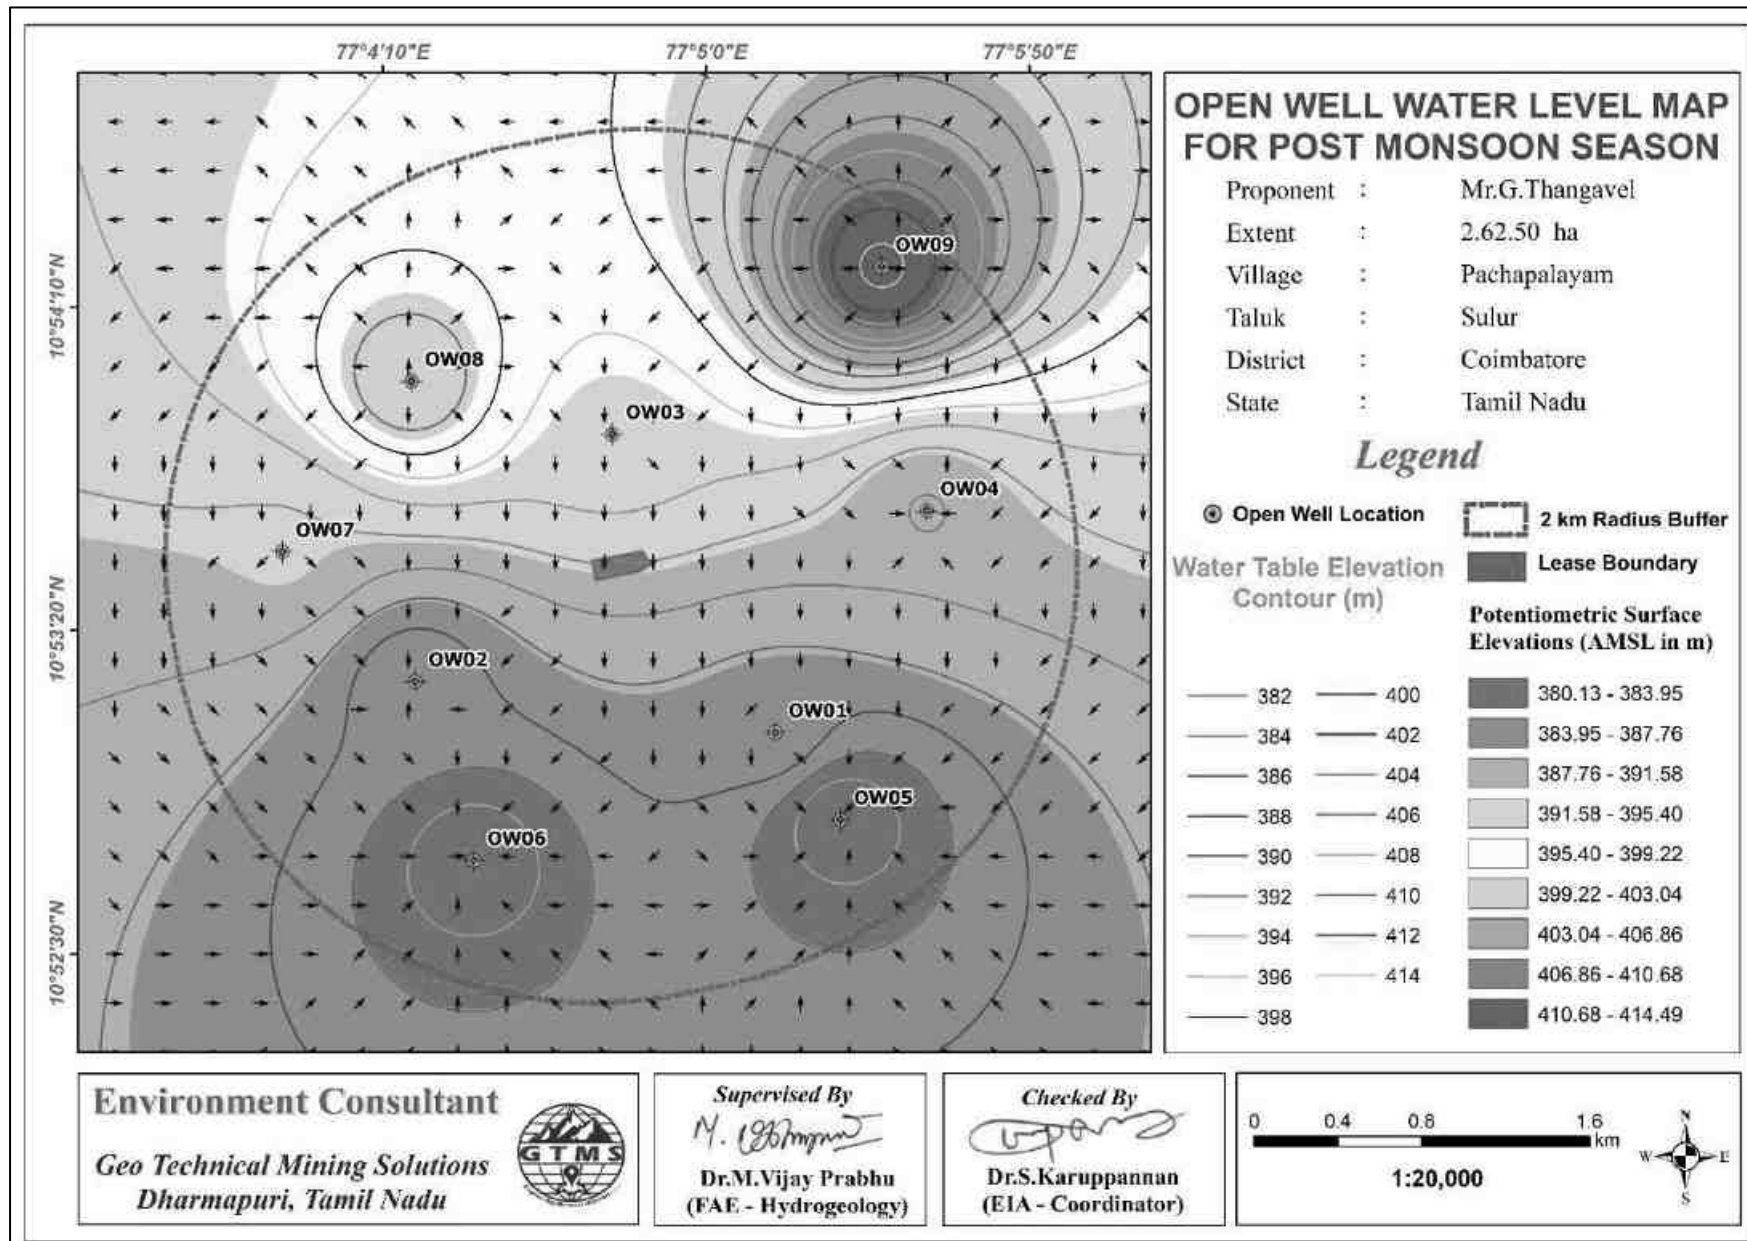 77°4'10"E
77°5'0"E
77°5'50"E
10°54'10"N
10°53'20"N
10°52'30"N
OW09
OW08
OW03
OW04
OW07
OW02
OW01
OW05
OW06
OPEN WELL WATER LEVEL MAP
FOR POST MONSOON SEASON
Proponent : Mr.G.Thangavel
Extent : 2.62.50 ha
Village : Pachapalayam
Taluk : Sulur
District : Coimbatore
State : Tamil Nadu
Legend
Open Well Location
2 km Radius Buffer
Lease Boundary
Water Table Elevation
Contour (m)
382 400
384 402
386 404
388 406
390 408
392 410
394 412
396 414
398
Potentiometric Surface
Elevations (AMSL in m)
380.13 - 383.95
383.95 - 387.76
387.76 - 391.58
391.58 - 395.40
395.40 - 399.22
399.22 - 403.04
403.04 - 406.86
406.86 - 410.68
410.68 - 414.49
Environment Consultant
Geo Technical Mining Solutions
Dharmapuri, Tamil Nadu
GTMS
Supervised By
Dr.M.Vijay Prabhu
(FAE - Hydrogeology)
Checked By
Dr.S.Karuppannan
(EIA - Coordinator)
0 0.4 0.8 1.6
km
1:20,000
N
W E
S